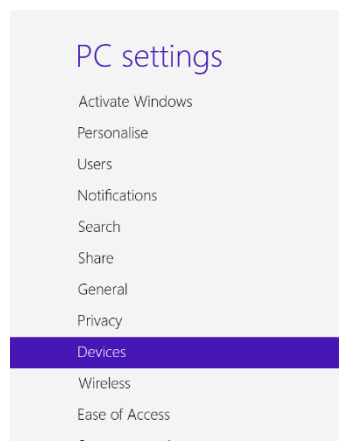 PC settings
Activate Windows
Personalise
Users
Notifications
Search
Share
General
Privacy
Devices
Wireless
Ease of Access